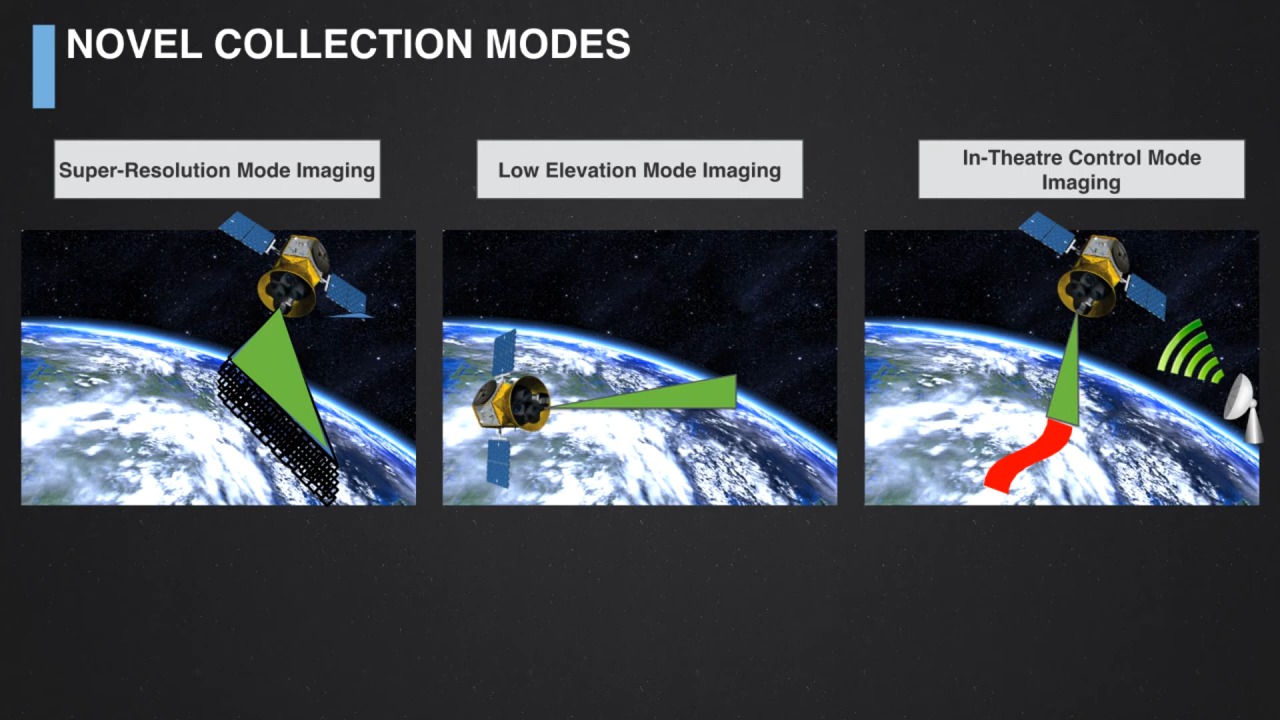 NOVEL COLLECTION MODES
Super-Resolution Mode Imaging
Low Elevation Mode Imaging
In-Theatre Control Mode
Imaging